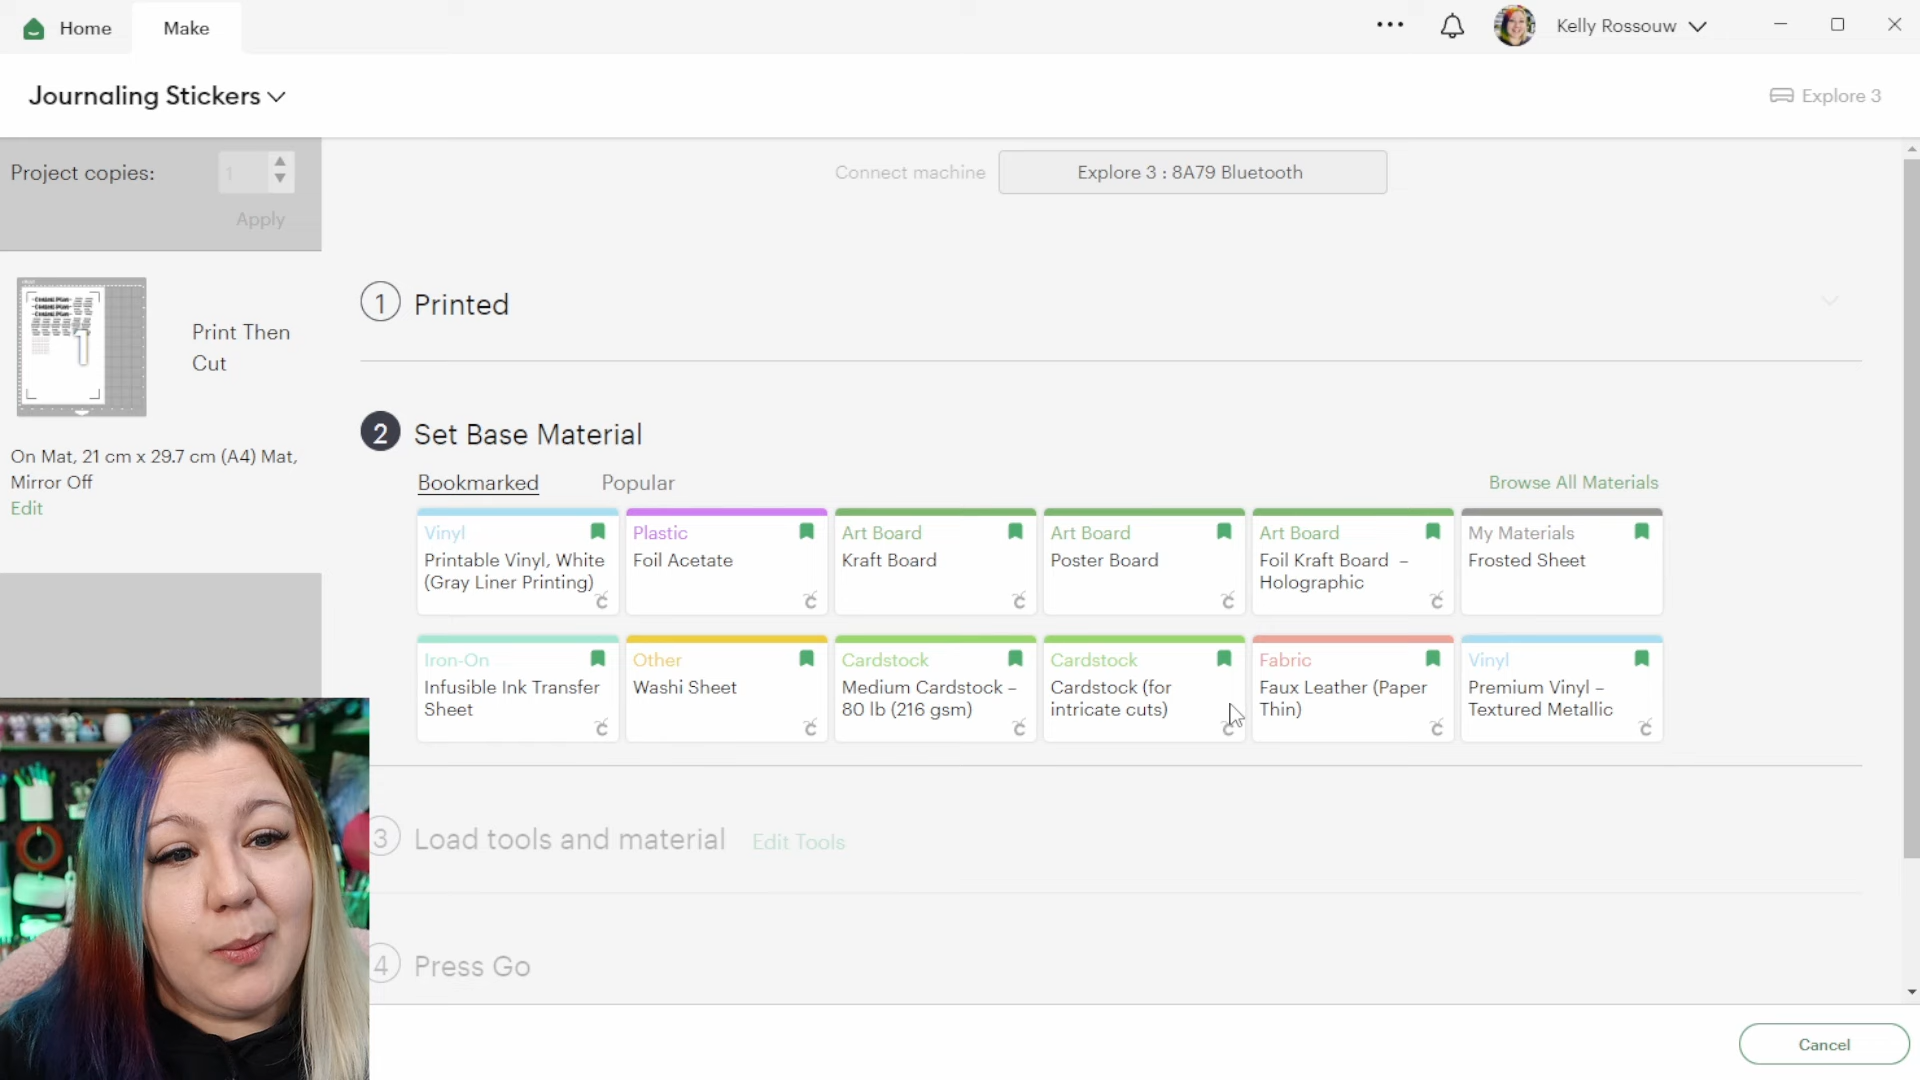 Home
Make
Kelly Rossouw
Journaling Stickers
Explore 3
Project copies:
1
Apply
Connect machine
Explore 3 : 8A79 Bluetooth
1 Printed
Print Then
Cut
On Mat, 21 cm x 29.7 cm (A4) Mat,
Mirror Off
Edit
2 Set Base Material
Bookmarked
Popular
Browse All Materials
Vinyl
Printable Vinyl, White
(Gray Liner Printing)
Plastic
Foil Acetate
Art Board
Kraft Board
Art Board
Poster Board
Art Board
Foil Kraft Board –
Holographic
My Materials
Frosted Sheet
Iron-On
Infusible Ink Transfer
Sheet
Other
Washi Sheet
Cardstock
Medium Cardstock –
80 lb (216 gsm)
Cardstock
Cardstock (for
intricate cuts)
Fabric
Faux Leather (Paper
Thin)
Vinyl
Premium Vinyl –
Textured Metallic
3 Load tools and material
Edit Tools
4 Press Go
Cancel